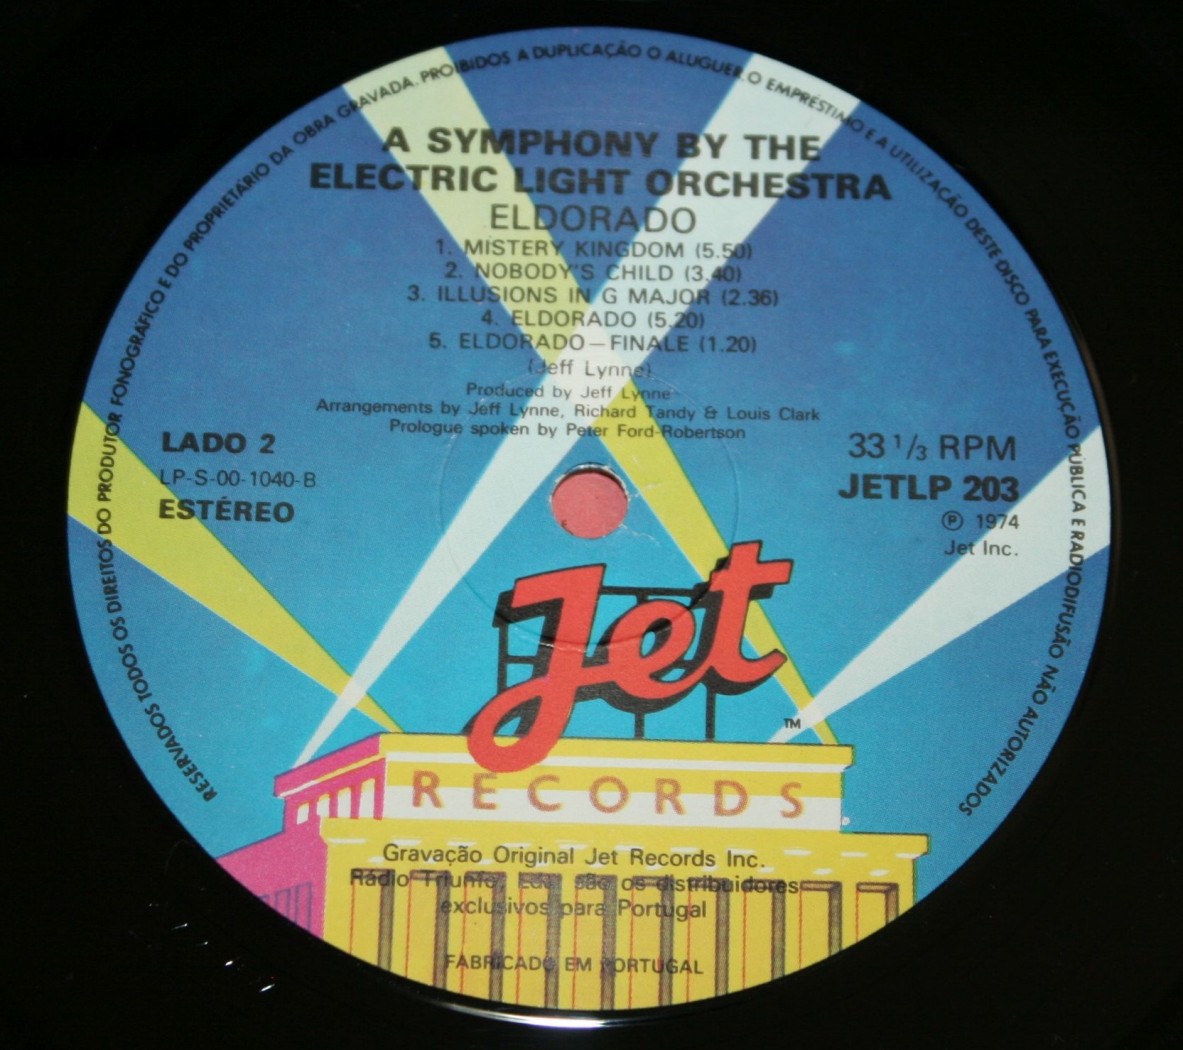 RESERVADOS TODOS OS DIREITOS DO PRODUTOR FONOGRÁFICO E DO PROPRIETÁRIO DA OBRA GRAVADA. PROIBIDOS A DUPLICAÇÃO O ALUGUER, O EMPRÉSTIMO E A UTILIZAÇÃO DESTE DISCO PARA EXECUÇÃO PÚBLICA E RADIODIFUSÃO NÃO AUTORIZADOS
A SYMPHONY BY THE
ELECTRIC LIGHT ORCHESTRA
ELDORADO
1. MISTERY KINGDOM (5.50)
2. NOBODY'S CHILD (3.40)
3. ILLUSIONS IN G MAJOR (2.36)
4. ELDORADO (5.20)
5. ELDORADO—FINALE (1.20)
(Jeff Lynne)
Produced by Jeff Lynne
Arrangements by Jeff Lynne, Richard Tandy & Louis Clark
Prologue spoken by Peter Ford-Robertson
LADO 2
LP-S-00-1040-B
ESTÉREO
33 1/3 RPM
JETLP 203
Ⓟ 1974
Jet Inc.
Jet
TM
RECORDS
Gravação Original Jet Records Inc.
Rádio Triunfo, Lda. são os distribuidores
exclusivos para Portugal
FABRICADO EM PORTUGAL